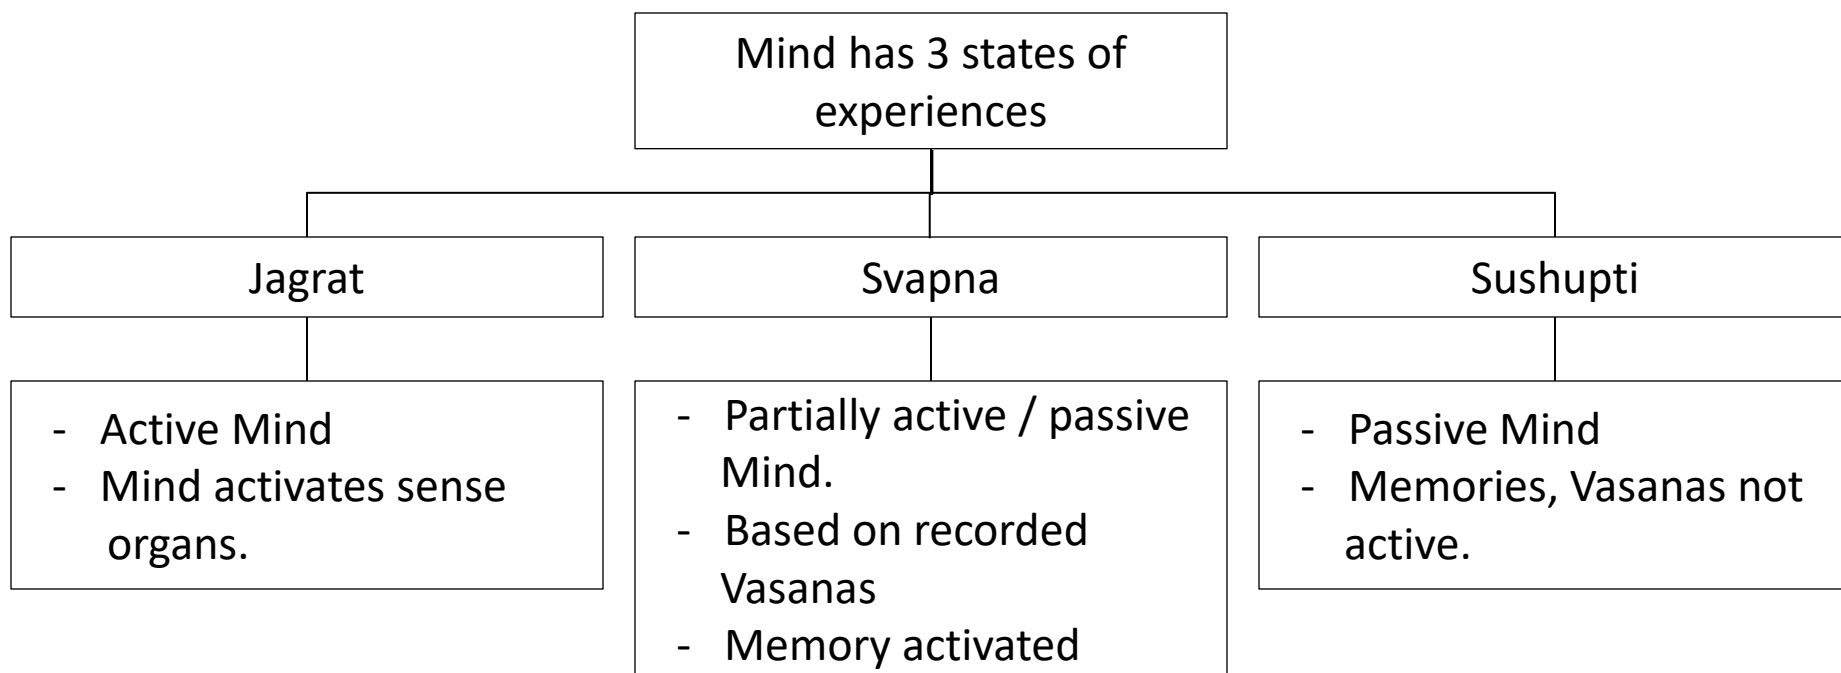 Mind has 3 states of
experiences
Jagrat
Svapna
Sushupti
- Active Mind
- Mind activates sense
organs.
- Partially active / passive
Mind.
- Based on recorded
Vasanas
- Memory activated
- Passive Mind
- Memories, Vasanas not
active.